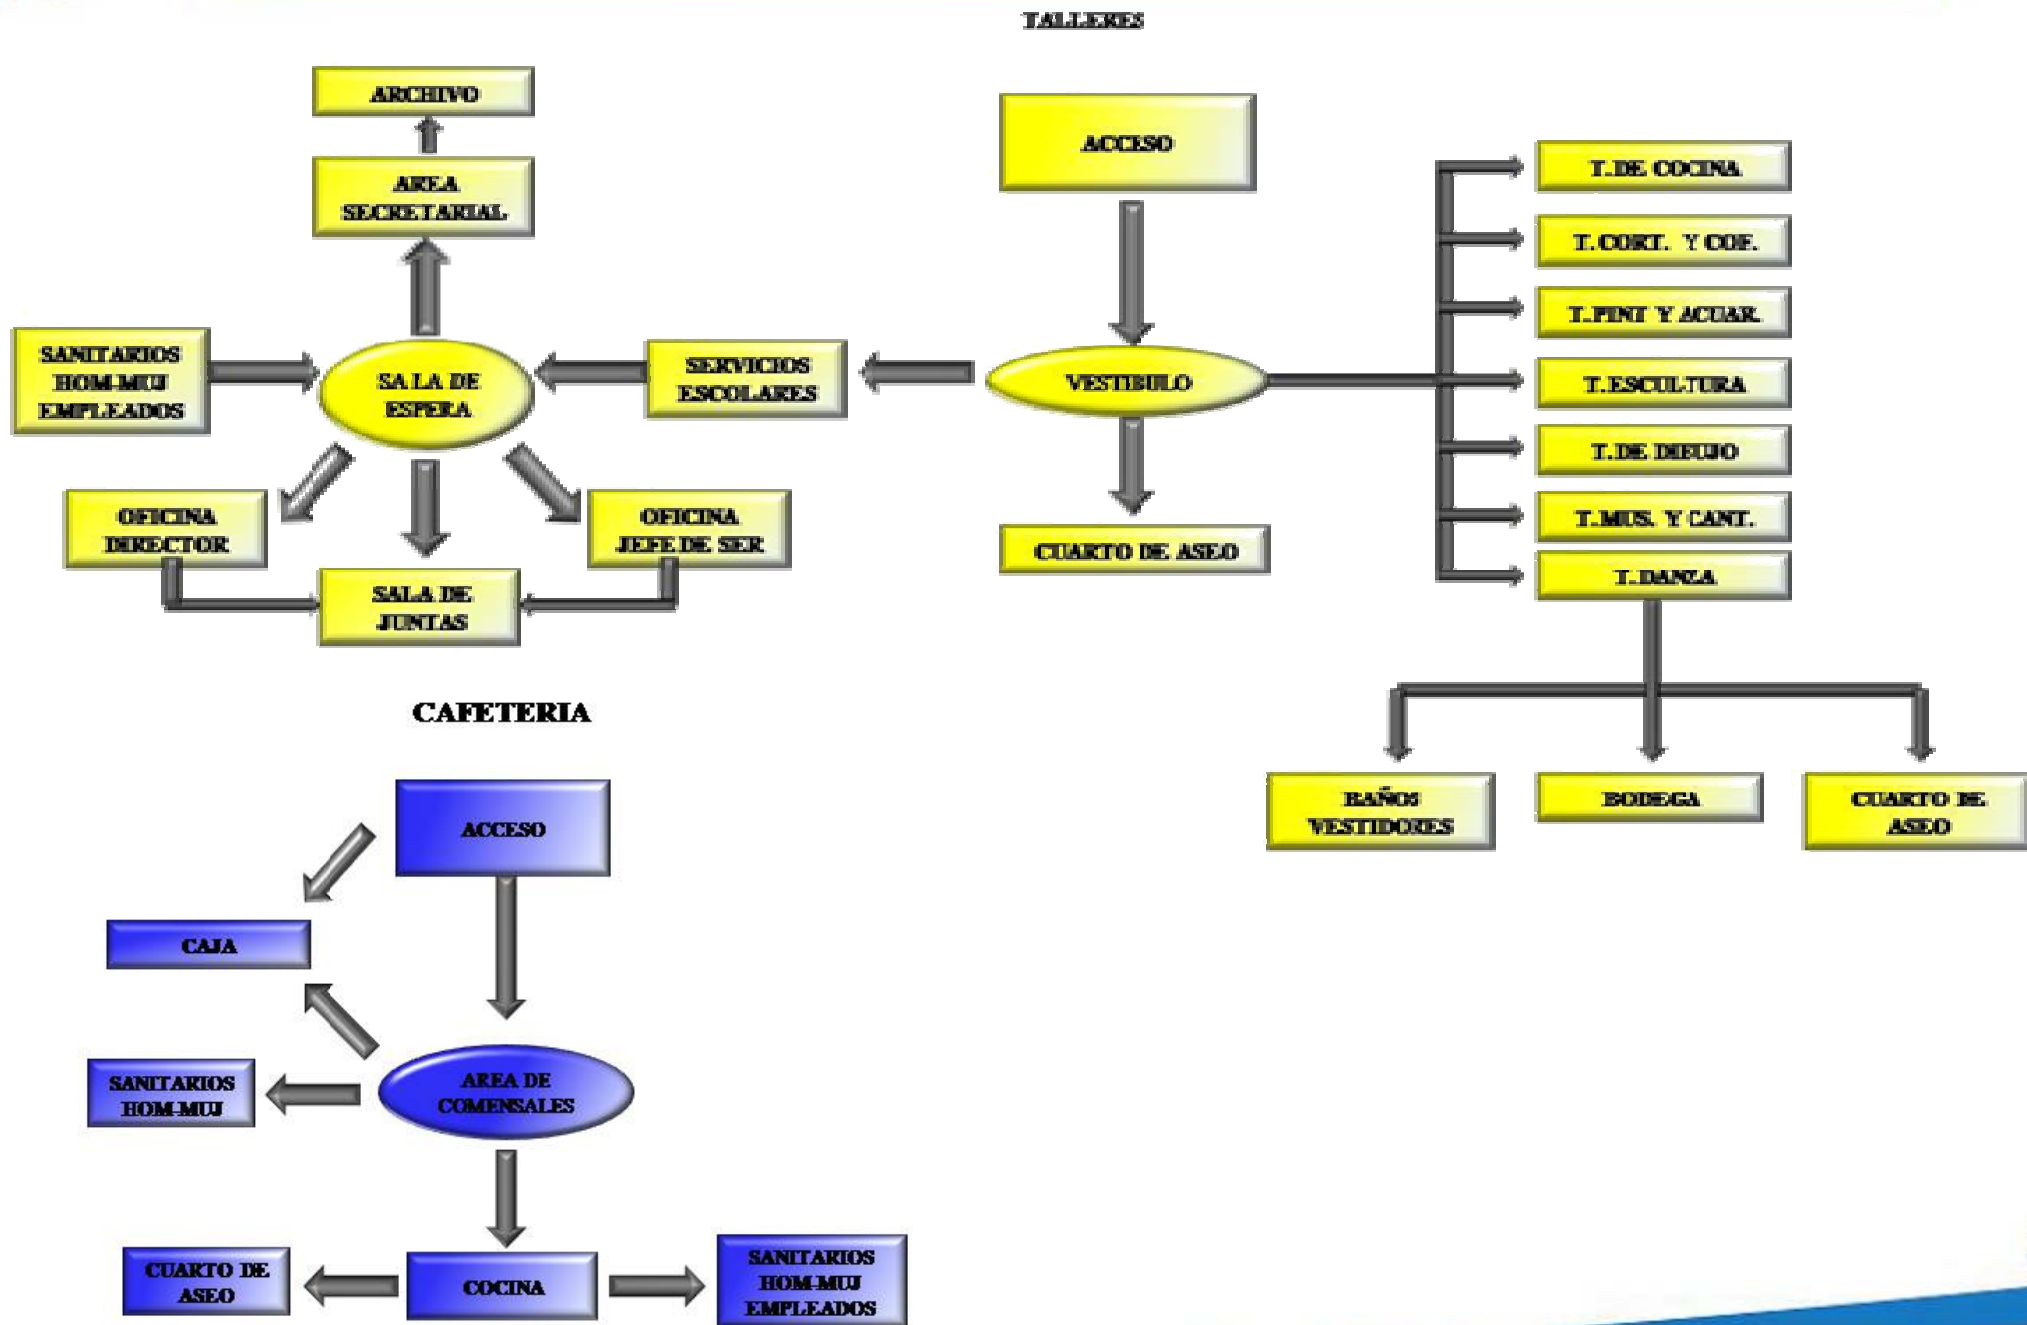 TALLERES
ARCHIVO
AREA
SECRETARIAL
SANITARIOS
HOM-MUJ
EMPLEADOS
SALA DE
ESPERA
SERVICIOS
ESCOLARES
OFICINA
DIRECTOR
OFICINA
JEFE DE SER
SALA DE
JUNTAS
ACCESO
VESTIBULO
CUARTO DE ASEO
T.DE COCINA
T.CORT. Y COF.
T.PINT Y ACUAR.
T.ESCULTURA
T.DE DIBUJO
T.MUS. Y CANT.
T.DANZA
BAÑOS
VESTIDORES
BODEGA
CUARTO DE
ASEO
CAFETERIA
ACCESO
CAJA
AREA DE
COMENSALES
SANITARIOS
HOM-MUJ
CUARTO DE
ASEO
COCINA
SANITARIOS
HOM-MUJ
EMPLEADOS